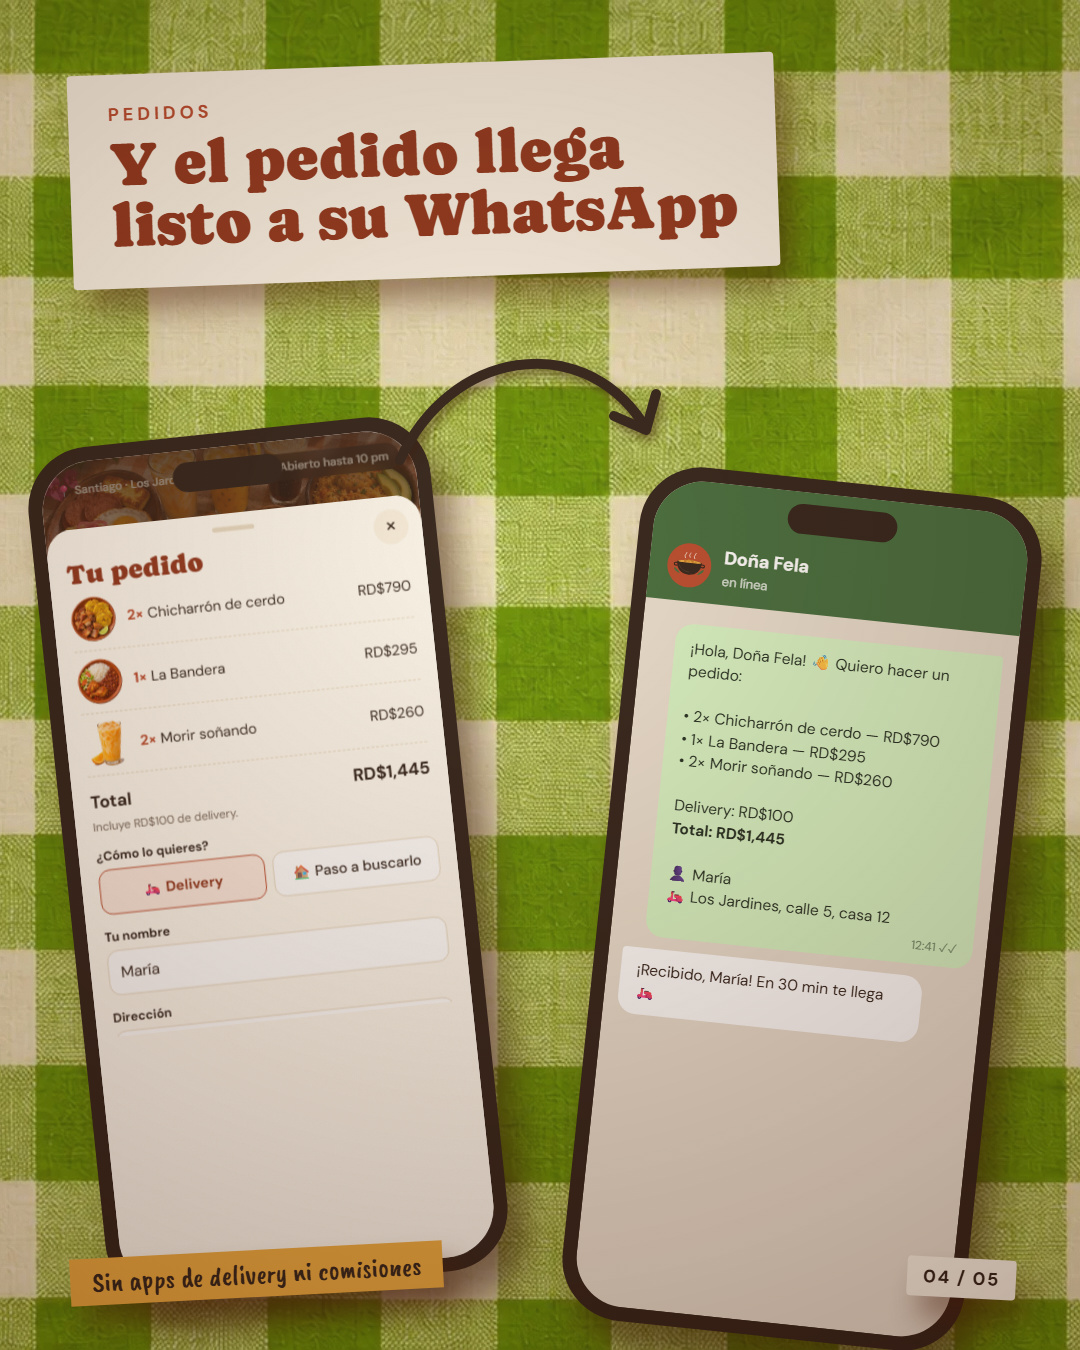 PEDIDOS
Y el pedido llega
listo a su WhatsApp
Santiago · Los Jar
Abierto hasta 10 pm
×
Tu pedido
2× Chicharrón de cerdo RD$790
1× La Bandera RD$295
2× Morir soñando RD$260
Total RD$1,445
Incluye RD$100 de delivery.
¿Cómo lo quieres?
🛵 Delivery
🏠 Paso a buscarlo
Tu nombre
María
Dirección
Sin apps de delivery ni comisiones
Doña Fela
en línea
¡Hola, Doña Fela! 👋 Quiero hacer un
pedido:
• 2× Chicharrón de cerdo — RD$790
• 1× La Bandera — RD$295
• 2× Morir soñando — RD$260
Delivery: RD$100
Total: RD$1,445
👤 María
🛵 Los Jardines, calle 5, casa 12
12:41 ✓✓
¡Recibido, María! En 30 min te llega
🛵
04 / 05